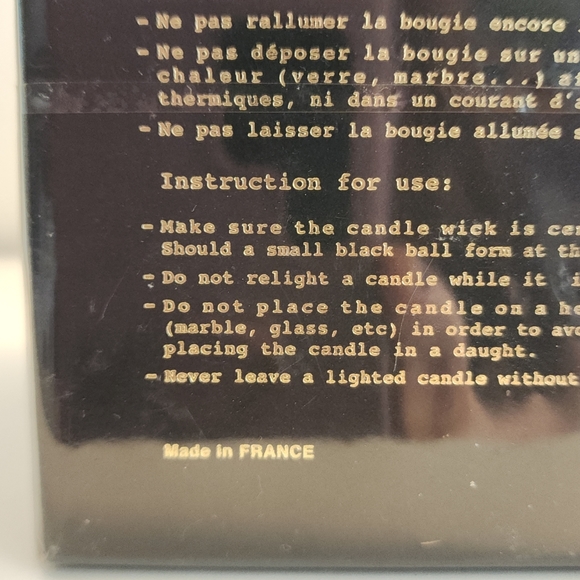 - Ne pas rallumer la bougie encore
- Ne pas déposer la bougie sur un
chaleur (verre, marbre...) a
thermiques, ni dans un courant d'
- Ne pas laisser la bougie allumée s
Instruction for use:
- Make sure the candle wick is cen
Should a small black ball form at th
- Do not relight a candle while it i
- Do not place the candle on a he
(marble, glass, etc) in order to avo
placing the candle in a daught.
- Never leave a lighted candle without
Made in FRANCE